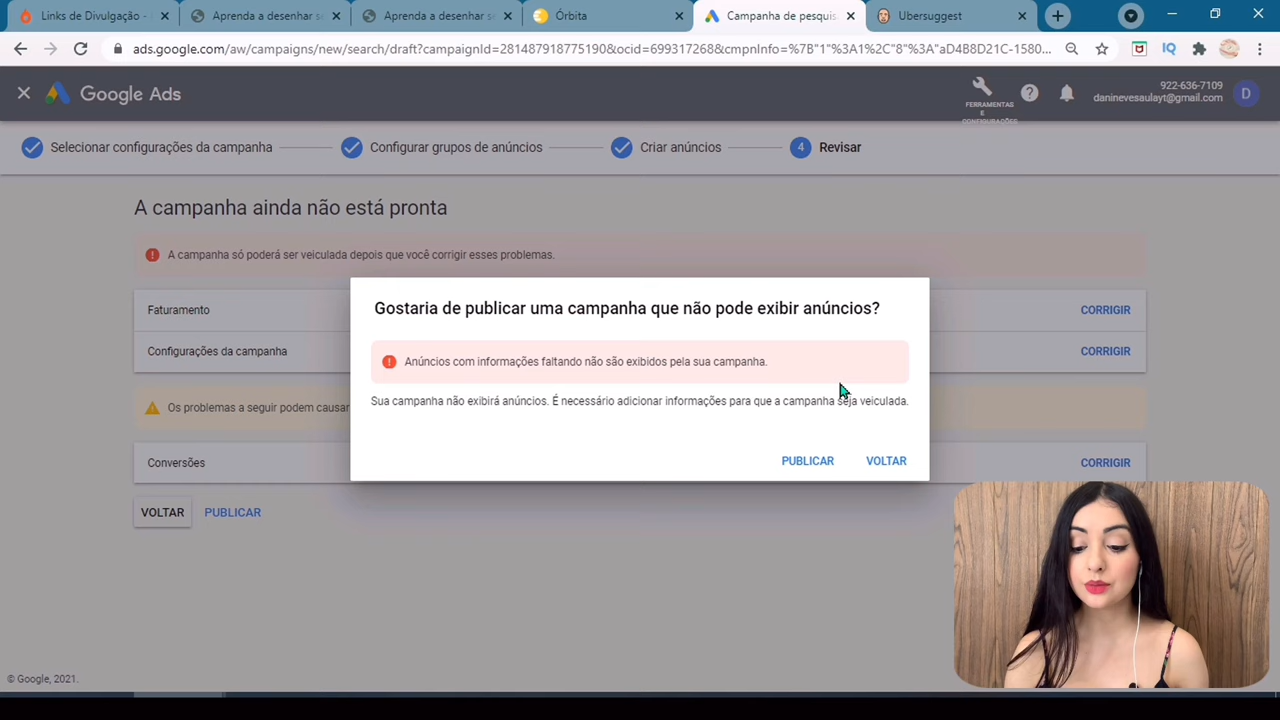 Links de Divulgação -
Aprenda a desenhar se
Aprenda a desenhar se
Órbita
Campanha de pesquis
Ubersuggest
ads.google.com/aw/campaigns/new/search/draft?campaignId=281487918775190&ocid=699317268&cmpnInfo=%7B"1"%3A1%2C"8"%3A"aD4B8D21C-1580...
IQ
Google Ads
FERRAMENTAS
E
CONFIGURAÇÕES
922-636-7109
daninevesaulayt@gmail.com
D
Selecionar configurações da campanha
Configurar grupos de anúncios
Criar anúncios
4
Revisar
A campanha ainda não está pronta
A campanha só poderá ser veiculada depois que você corrigir esses problemas.
Faturamento
CORRIGIR
Configurações da campanha
CORRIGIR
Os problemas a seguir podem causar
Conversões
CORRIGIR
VOLTAR
PUBLICAR
Gostaria de publicar uma campanha que não pode exibir anúncios?
Anúncios com informações faltando não são exibidos pela sua campanha.
Sua campanha não exibirá anúncios. É necessário adicionar informações para que a campanha seja veiculada.
PUBLICAR
VOLTAR
© Google, 2021.